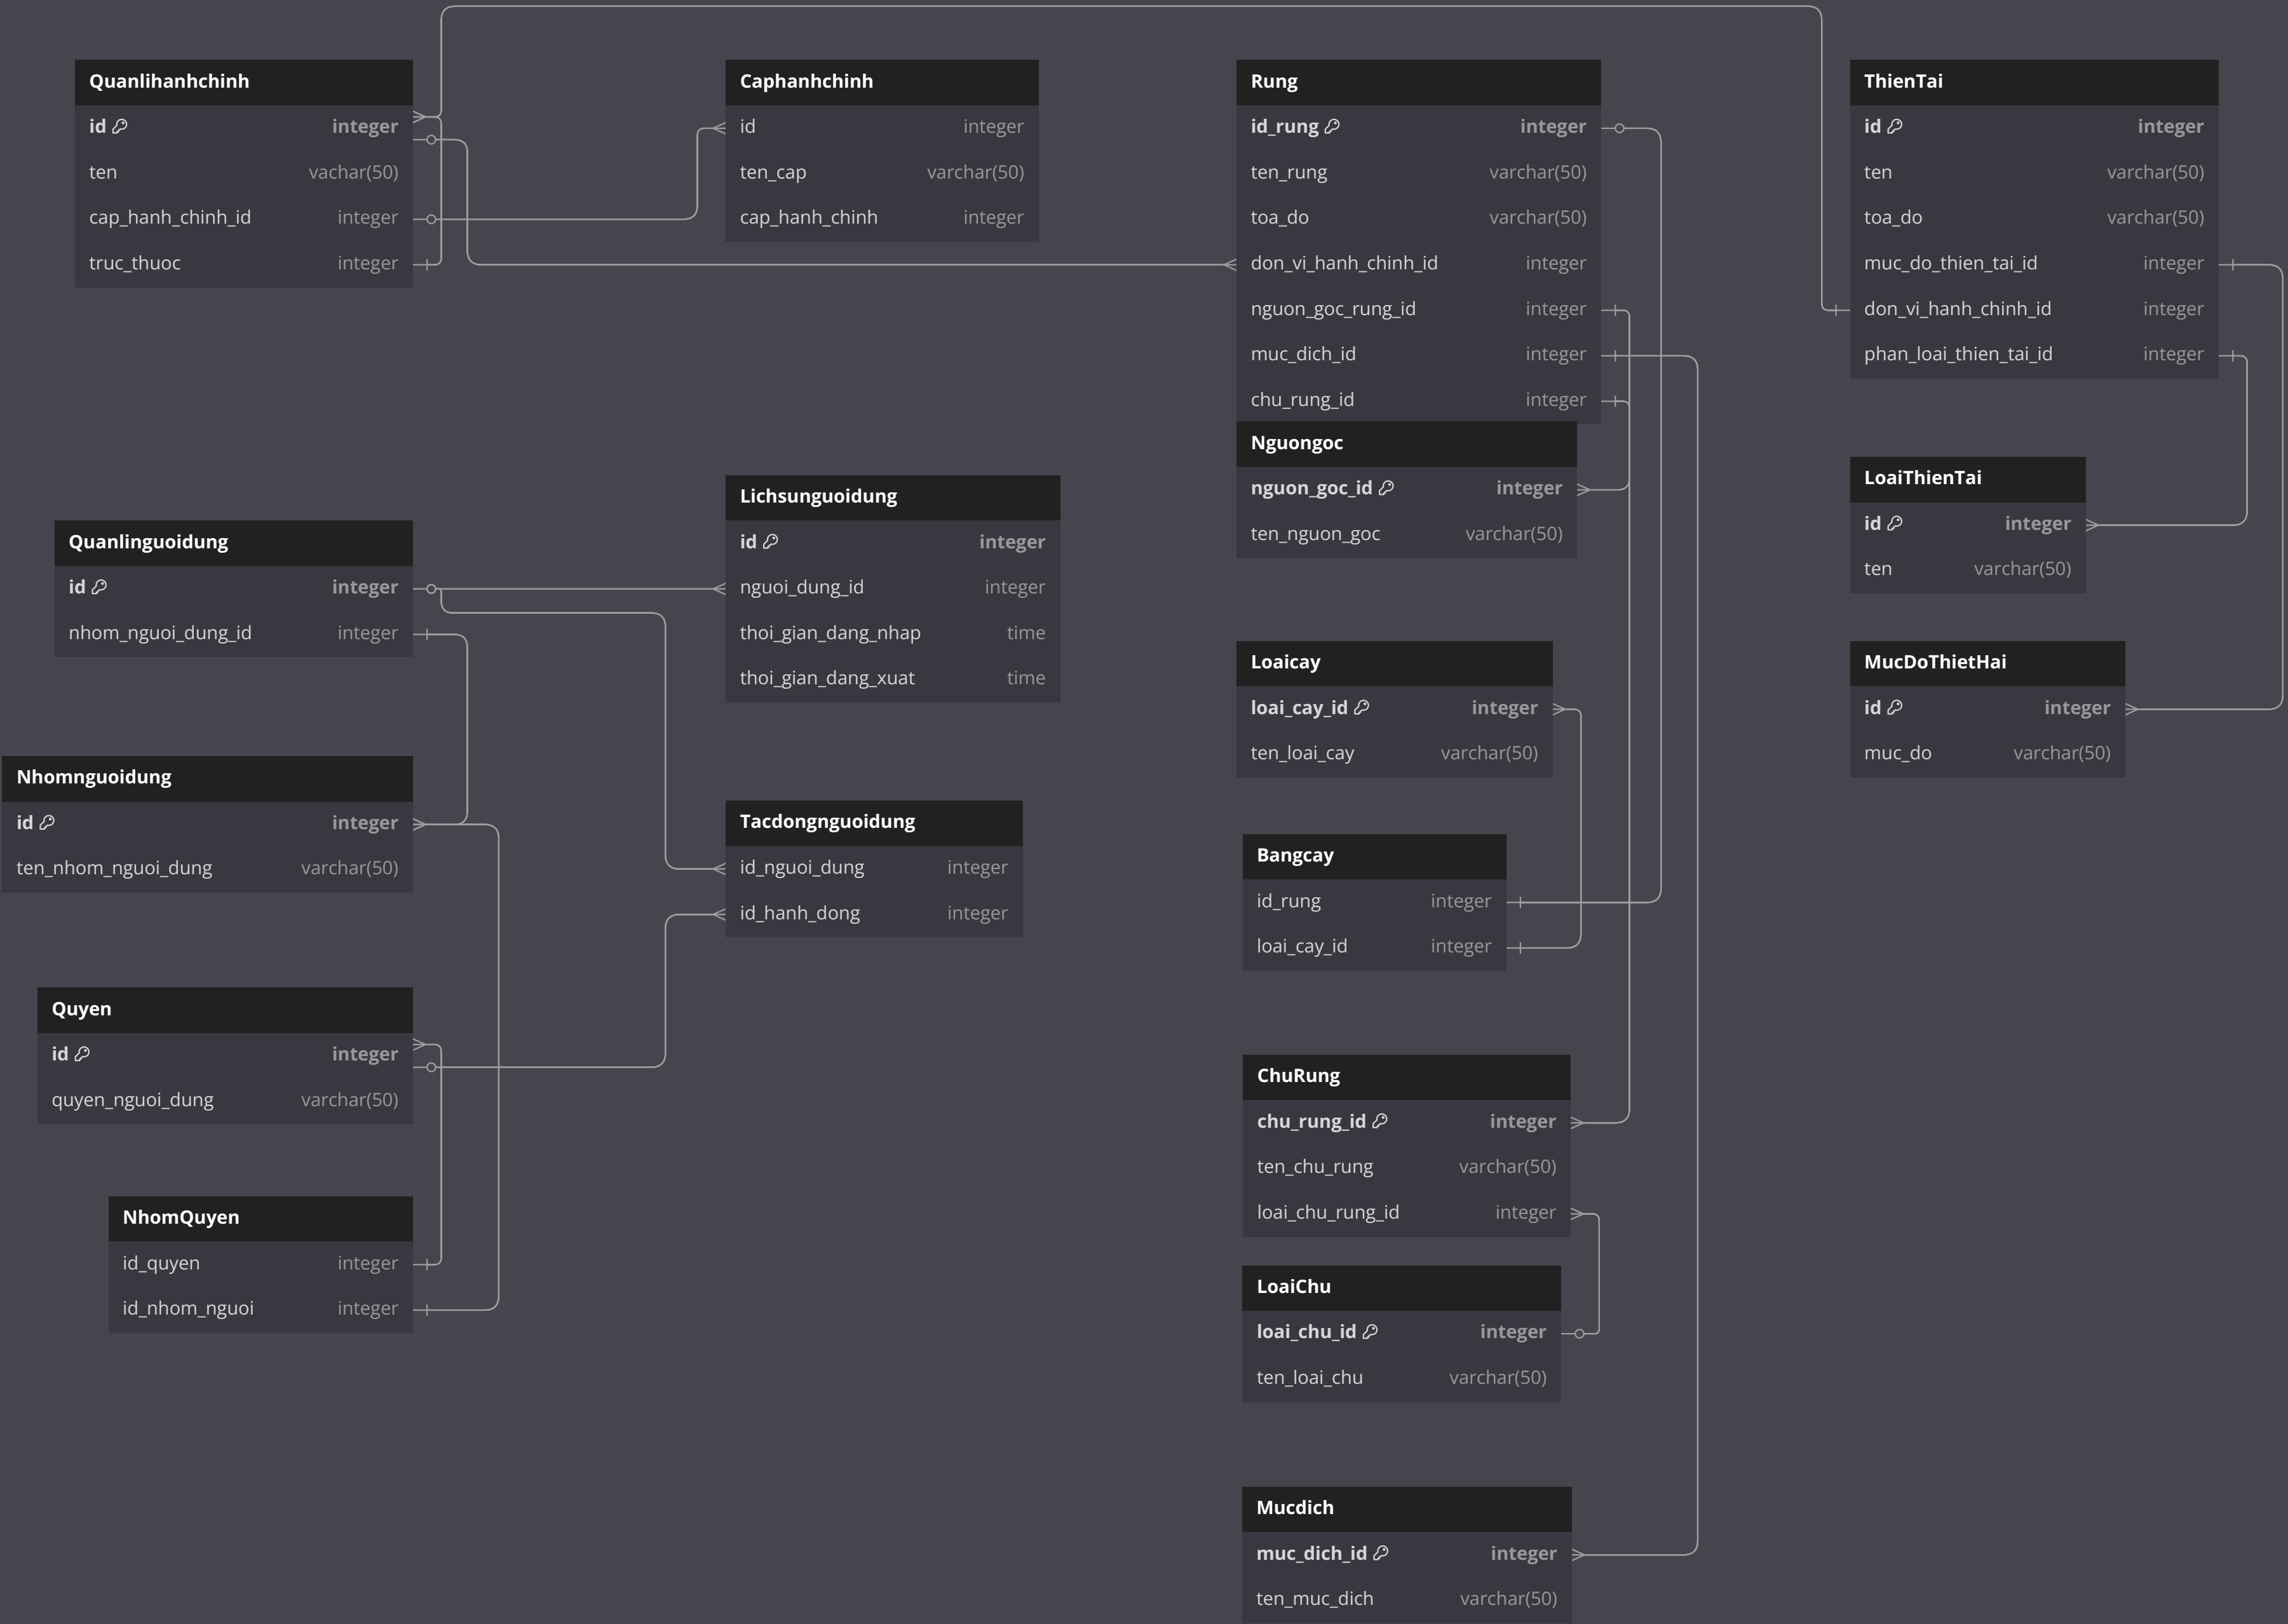 Quanlihanhchinh
id integer
ten vachar(50)
cap_hanh_chinh_id integer
truc_thuoc integer
Caphanhchinh
id integer
ten_cap varchar(50)
cap_hanh_chinh integer
Rung
id_rung integer
ten_rung varchar(50)
toa_do varchar(50)
don_vi_hanh_chinh_id integer
nguon_goc_rung_id integer
muc_dich_id integer
chu_rung_id integer
ThienTai
id integer
ten varchar(50)
toa_do varchar(50)
muc_do_thien_tai_id integer
don_vi_hanh_chinh_id integer
phan_loai_thien_tai_id integer
Nguongoc
nguon_goc_id integer
ten_nguon_goc varchar(50)
LoaiThienTai
id integer
ten varchar(50)
Quanlinguoidung
id integer
nhom_nguoi_dung_id integer
Lichsunguoidung
id integer
nguoi_dung_id integer
thoi_gian_dang_nhap time
thoi_gian_dang_xuat time
Loaicay
loai_cay_id integer
ten_loai_cay varchar(50)
MucDoThietHai
id integer
muc_do varchar(50)
Nhomnguoidung
id integer
ten_nhom_nguoi_dung varchar(50)
Tacdongnguoidung
id_nguoi_dung integer
id_hanh_dong integer
Bangcay
id_rung integer
loai_cay_id integer
Quyen
id integer
quyen_nguoi_dung varchar(50)
ChuRung
chu_rung_id integer
ten_chu_rung varchar(50)
loai_chu_rung_id integer
NhomQuyen
id_quyen integer
id_nhom_nguoi integer
LoaiChu
loai_chu_id integer
ten_loai_chu varchar(50)
Mucdich
muc_dich_id integer
ten_muc_dich varchar(50)